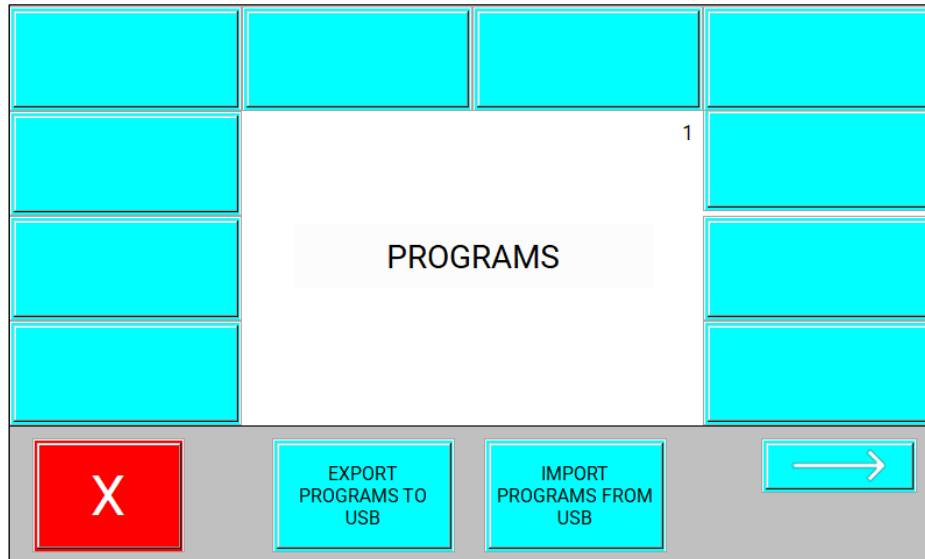 1
PROGRAMS
X
EXPORT
PROGRAMS TO
USB
IMPORT
PROGRAMS FROM
USB